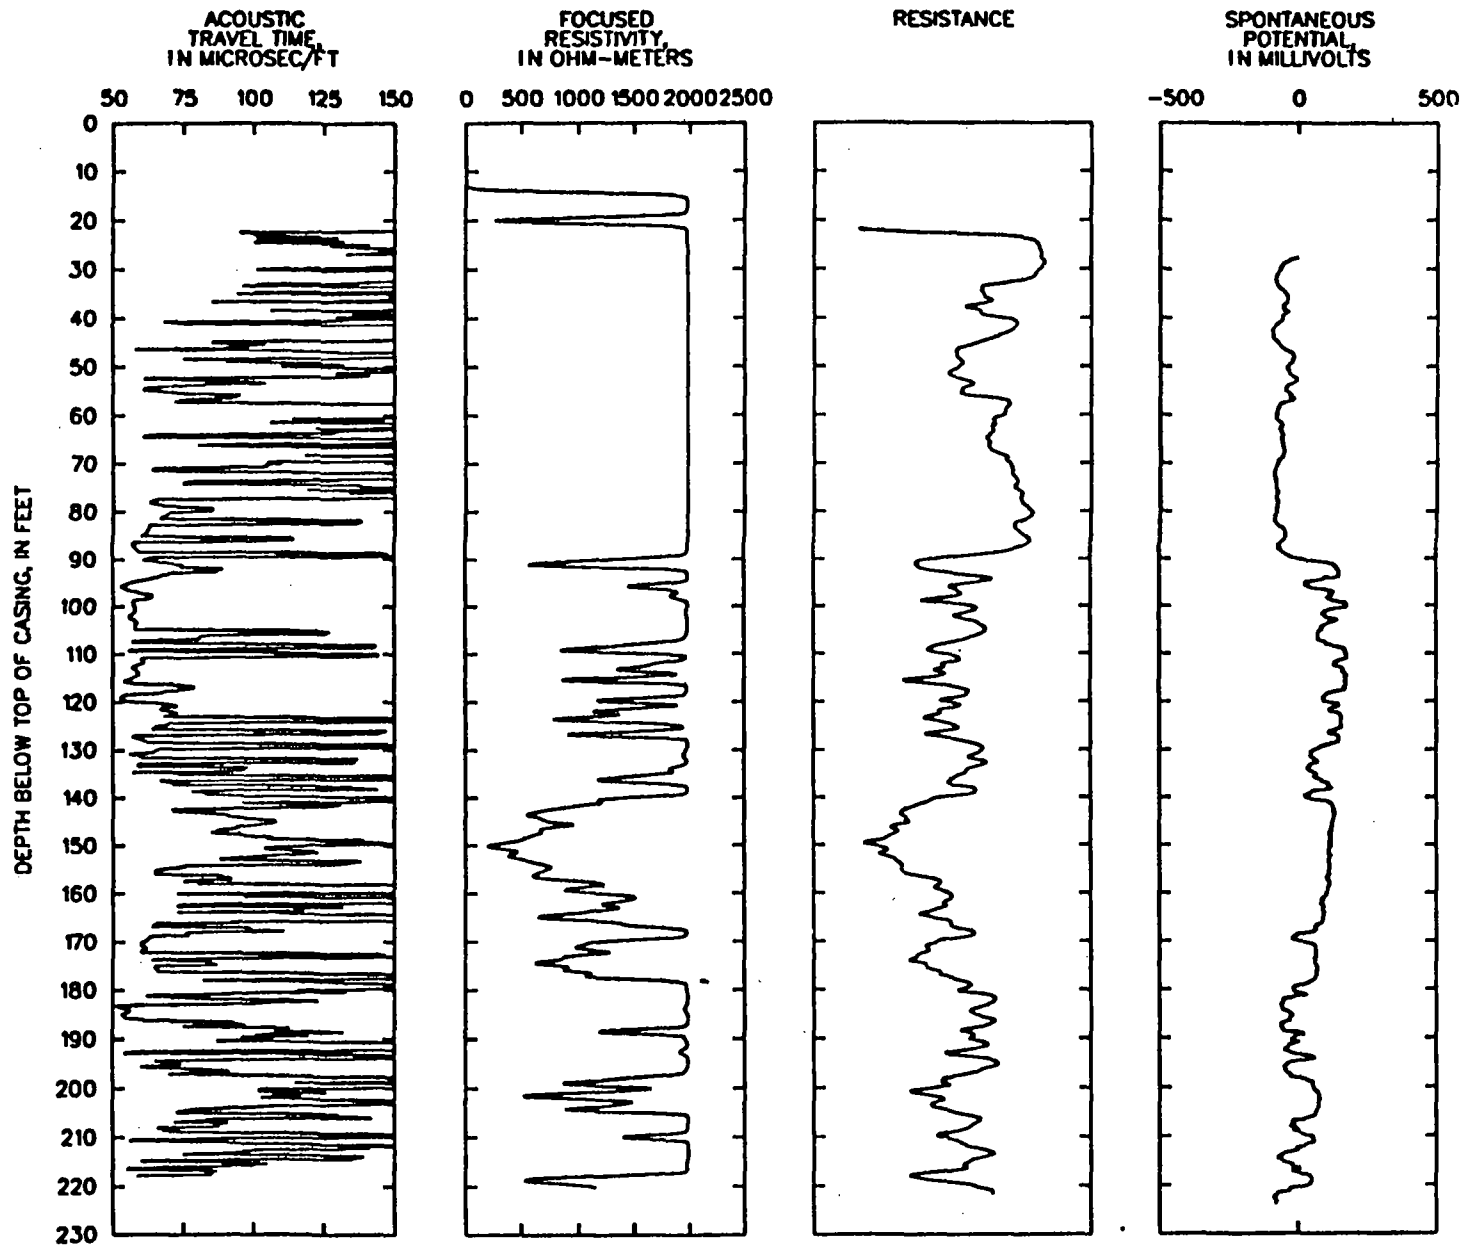 ACOUSTIC
TRAVEL TIME,
IN MICROSEC/FT
FOCUSED
RESISTIVITY,
IN OHM-METERS
RESISTANCE
SPONTANEOUS
POTENTIAL,
IN MILLIVOLTS
50 75 100 125 150
0 500 1000 1500 2000 2500
-500 0 500
DEPTH BELOW TOP OF CASING, IN FEET
0
10
20
30
40
50
60
70
80
90
100
110
120
130
140
150
160
170
180
190
200
210
220
230